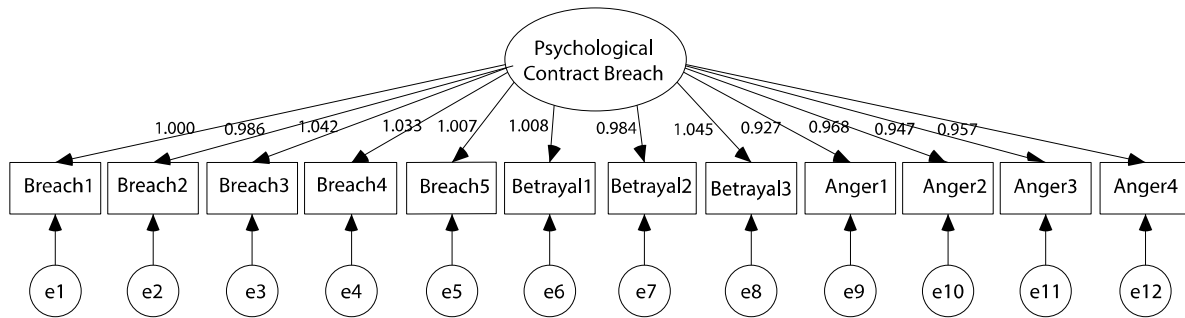 Psychological
Contract Breach
1.000 0.986 1.042 1.033 1.007 1.008 0.984 1.045 0.927 0.968 0.947 0.957
Breach1 Breach2 Breach3 Breach4 Breach5 Betrayal1 Betrayal2 Betrayal3 Anger1 Anger2 Anger3 Anger4
e1 e2 e3 e4 e5 e6 e7 e8 e9 e10 e11 e12